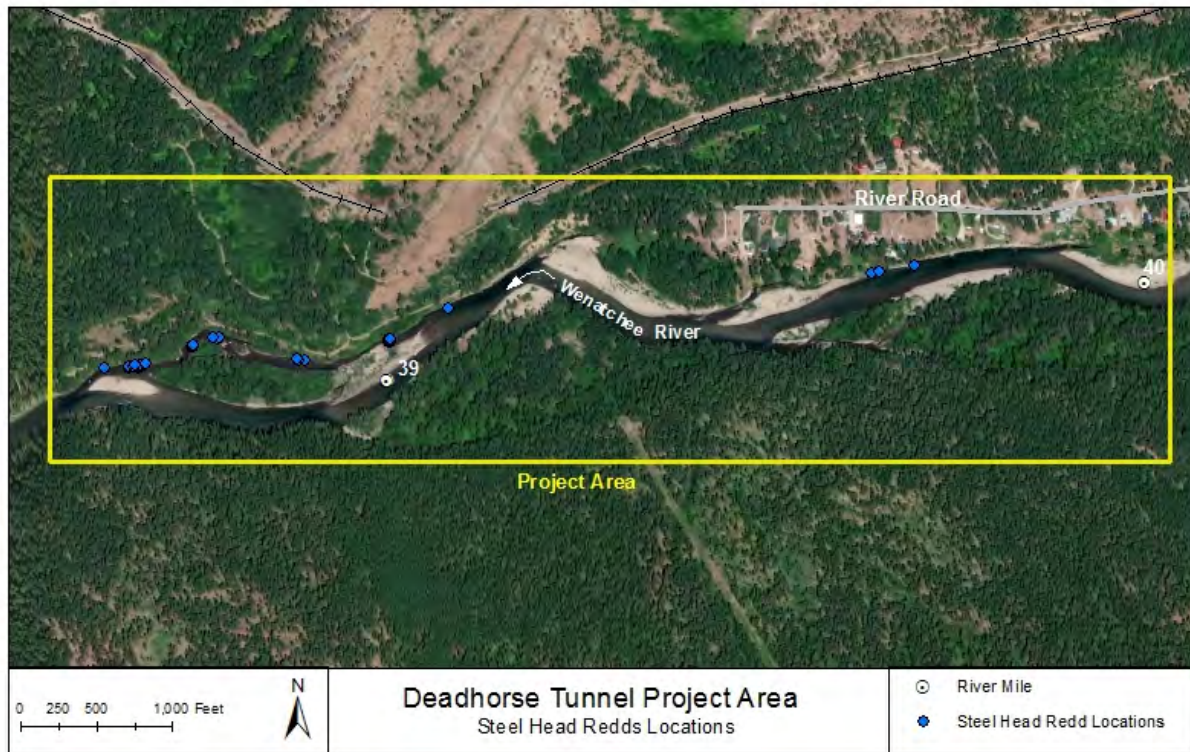 River Road
40
Wenatchee River
39
Project Area
0 250 500 1,000 Feet
N
Deadhorse Tunnel Project Area
Steel Head Redds Locations
River Mile
Steel Head Redd Locations